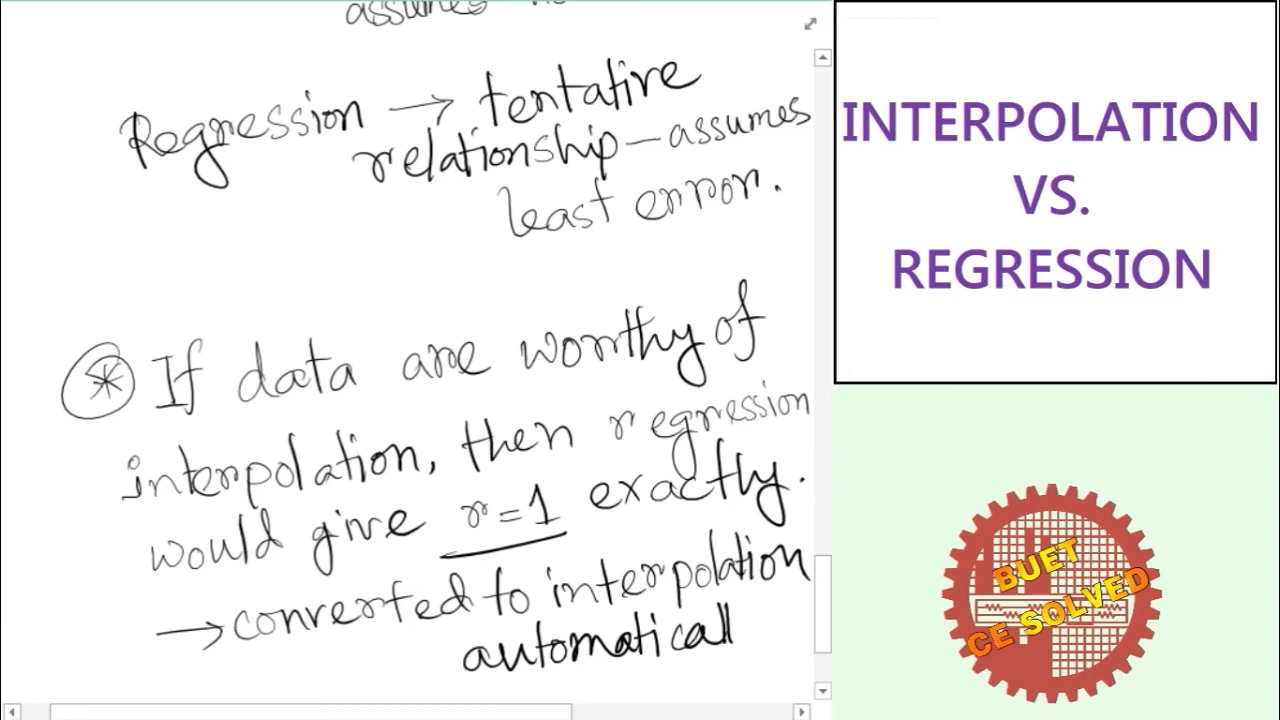 assumes
Regression → tentative
relationship – assumes
least error.
* If data are worthy of
interpolation, then regression
would give r = 1 exactly.
→ converted to interpolation
automaticall
INTERPOLATION
VS.
REGRESSION
BUET
CE SOLVED